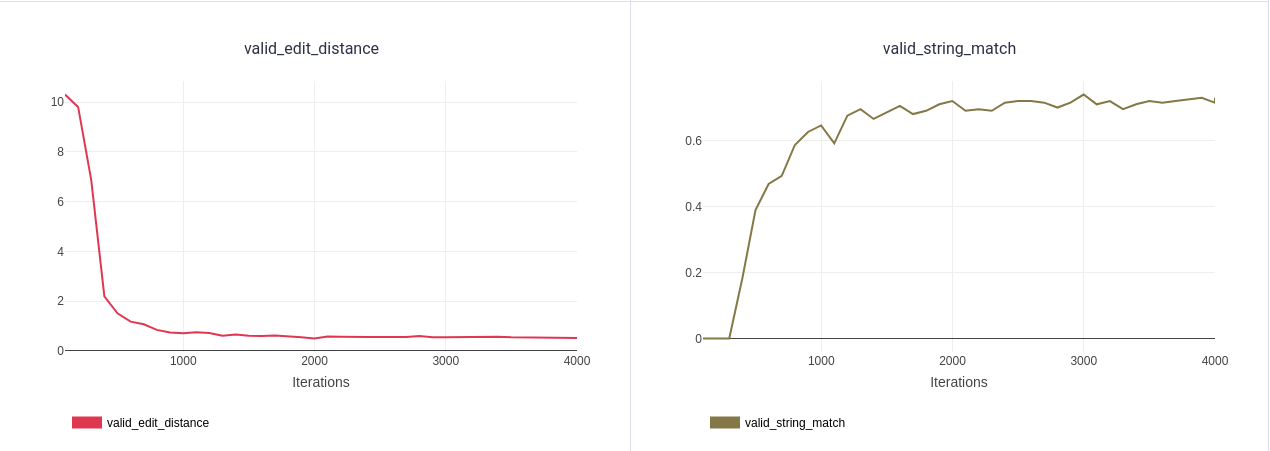 valid_edit_distance
10
8
6
4
2
0
1000 2000 3000 4000
Iterations
valid_edit_distance
valid_string_match
0.6
0.4
0.2
0
1000 2000 3000 4000
Iterations
valid_string_match